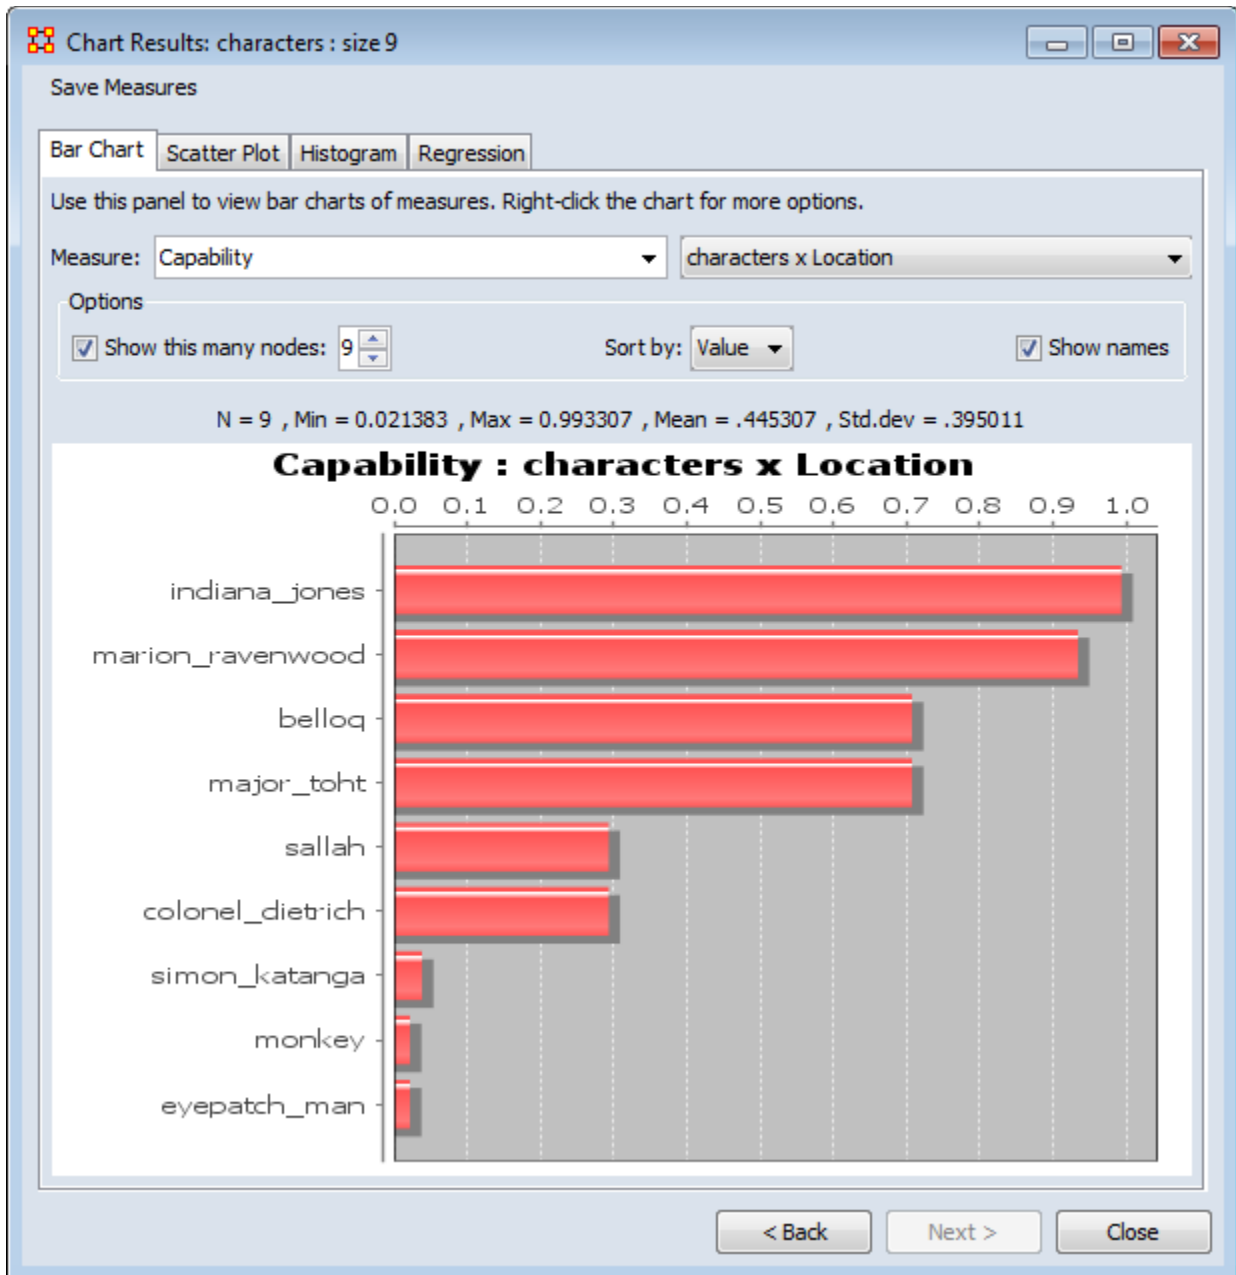 Chart Results: characters : size 9
Save Measures
Bar Chart Scatter Plot Histogram Regression
Use this panel to view bar charts of measures. Right-click the chart for more options.
Measure: Capability characters x Location
Options
Show this many nodes: 9 Sort by: Value Show names
N = 9 , Min = 0.021383 , Max = 0.993307 , Mean = .445307 , Std.dev = .395011
Capability : characters x Location
0.0 0.1 0.2 0.3 0.4 0.5 0.6 0.7 0.8 0.9 1.0
indiana_jones
marion_ravenwood
belloq
major_toht
sallah
colonel_dietrich
simon_katanga
monkey
eyepatch_man
< Back Next > Close